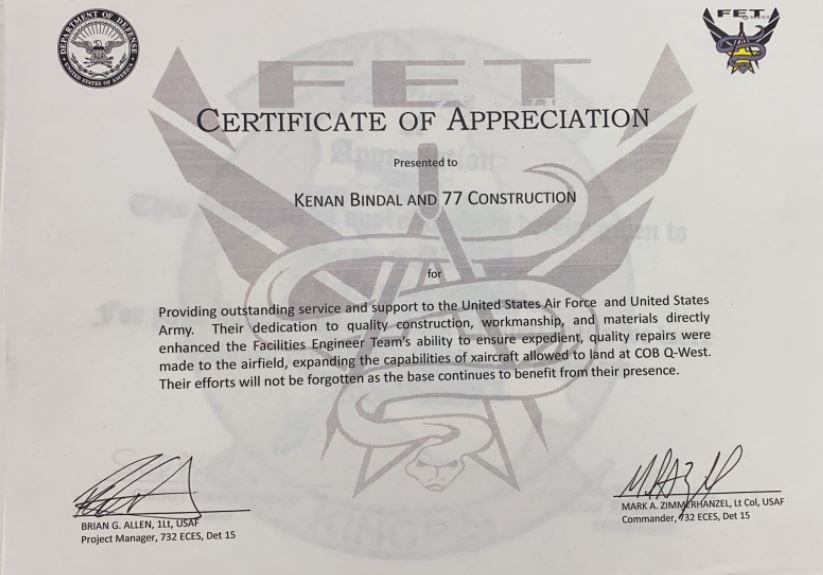 DEPARTMENT OF DEFENSE
UNITED STATES OF AMERICA
FET
FET
CERTIFICATE OF APPRECIATION
Presented to
KENAN BINDAL AND 77 CONSTRUCTION
for
Providing outstanding service and support to the United States Air Force and United States
Army. Their dedication to quality construction, workmanship, and materials directly
enhanced the Facilities Engineer Team's ability to ensure expedient, quality repairs were
made to the airfield, expanding the capabilities of xaircraft allowed to land at COB Q-West.
Their efforts will not be forgotten as the base continues to benefit from their presence.
BRIAN G. ALLEN, 1Lt, USAF
Project Manager, 732 ECES, Det 15
MARK A. ZIMMERHANZEL, Lt Col, USAF
Commander, 732 ECES, Det 15